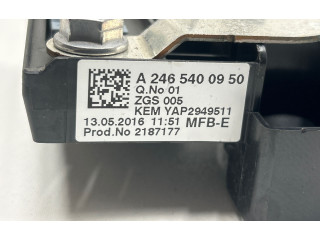 A 246 540 09 50
Q.No 01
ZGS 005
KEM YAP2949511
13.05.2016 11:51 MFB-E
Prod.No 2187177